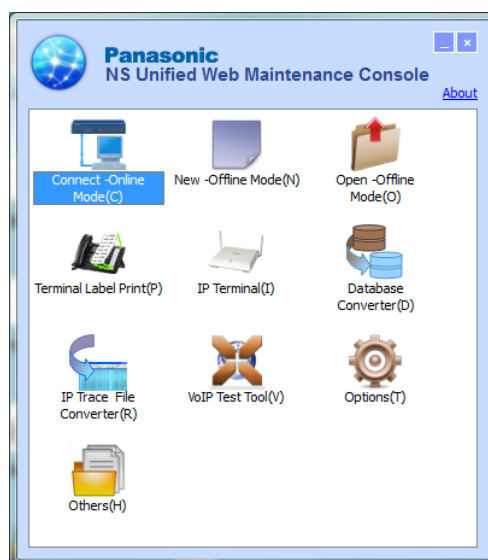 Panasonic
NS Unified Web Maintenance Console
About
Connect -Online
Mode(C)
New -Offline Mode(N)
Open -Offline
Mode(O)
Terminal Label Print(P)
IP Terminal(I)
Database
Converter(D)
IP Trace File
Converter(R)
VoIP Test Tool(V)
Options(T)
Others(H)